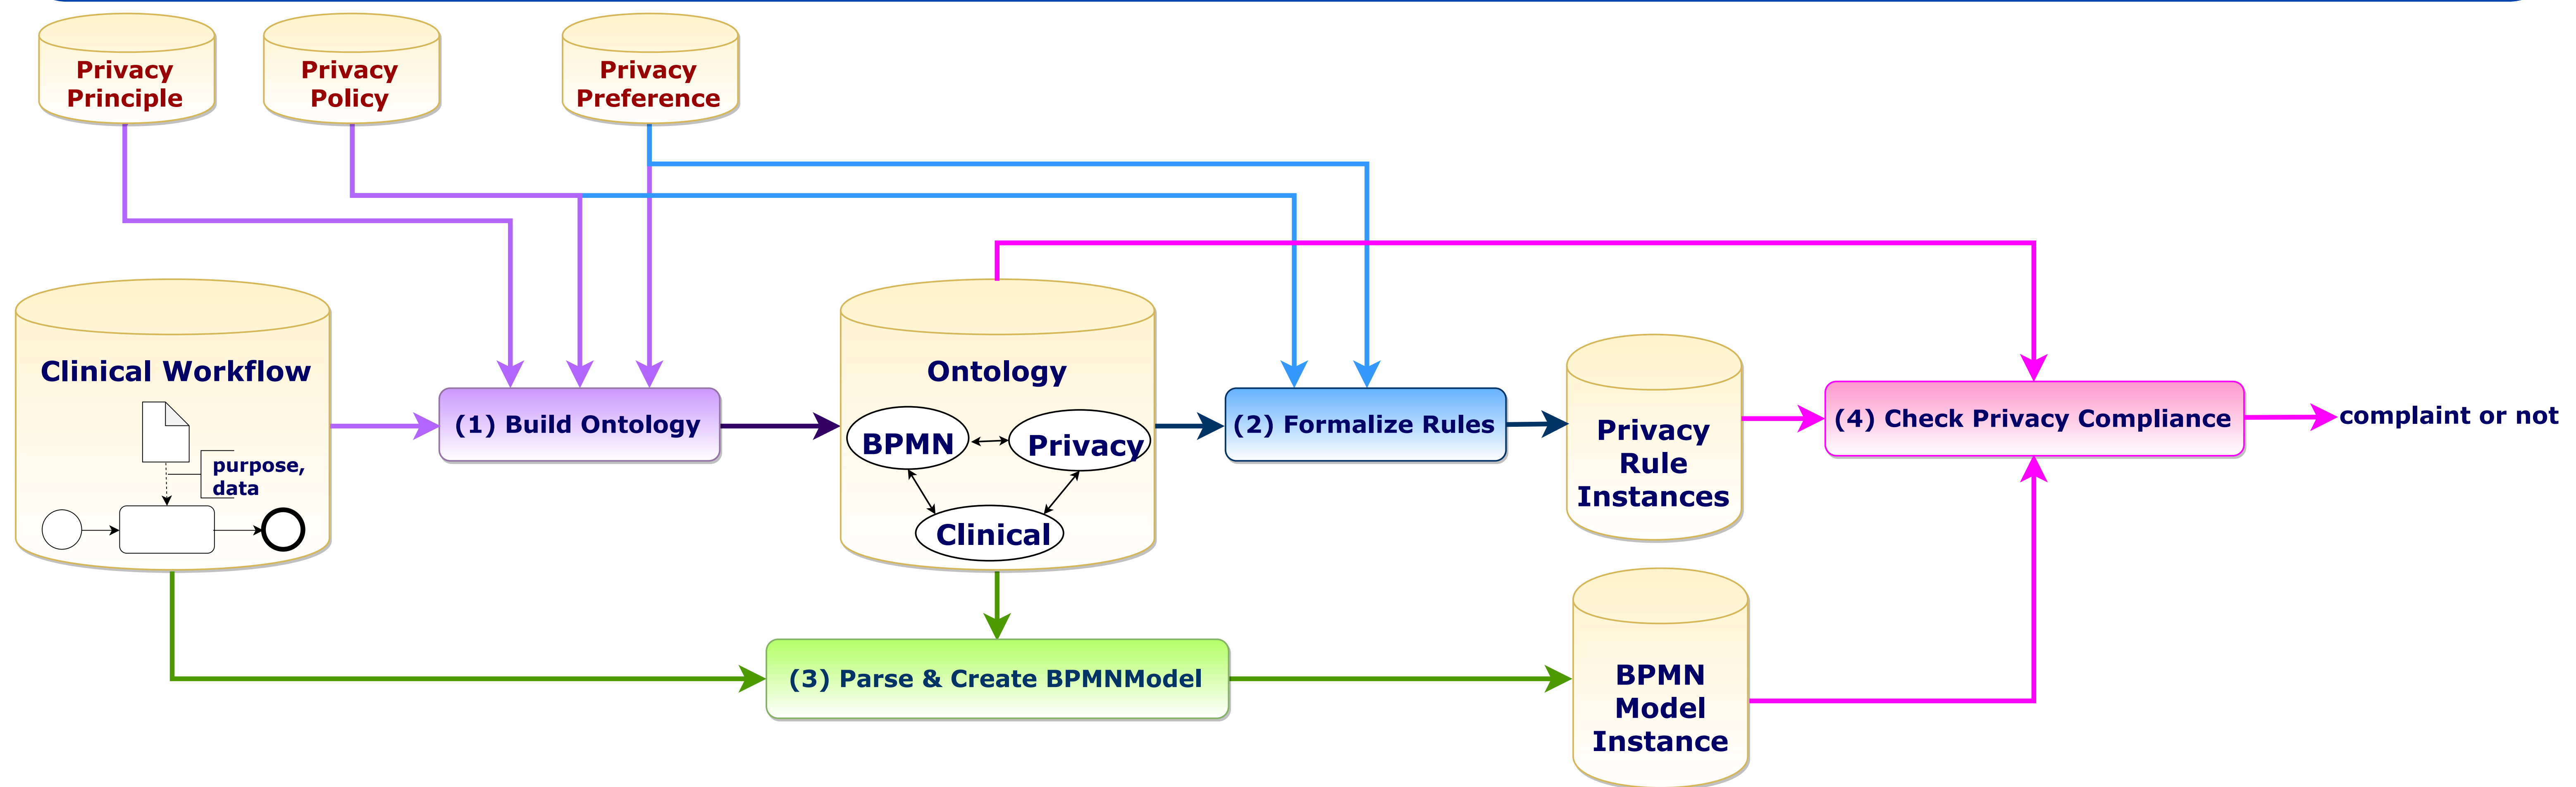 Privacy
Principle
Privacy
Policy
Privacy
Preference
Clinical Workflow
purpose,
data
(1) Build Ontology
Ontology
BPMN
Privacy
Clinical
(2) Formalize Rules
Privacy
Rule
Instances
(4) Check Privacy Compliance
complaint or not
(3) Parse & Create BPMNModel
BPMN
Model
Instance